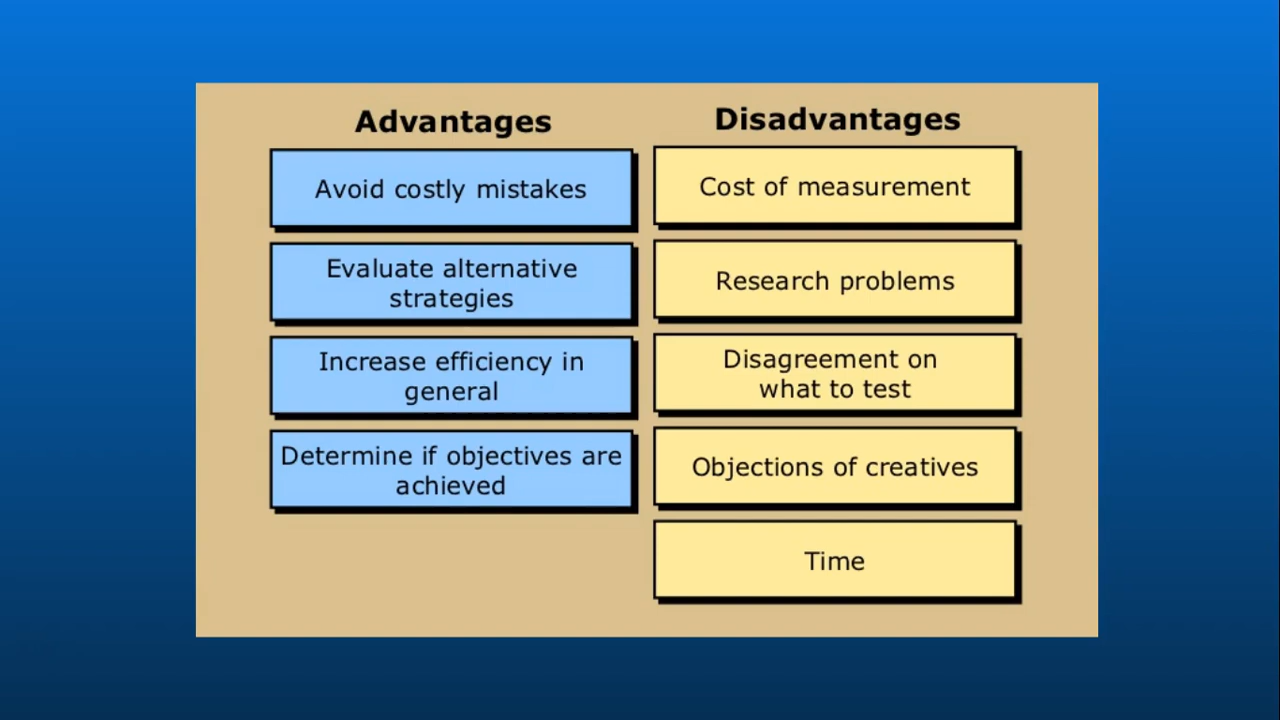 Advantages
Avoid costly mistakes
Evaluate alternative
strategies
Increase efficiency in
general
Determine if objectives are
achieved
Disadvantages
Cost of measurement
Research problems
Disagreement on
what to test
Objections of creatives
Time